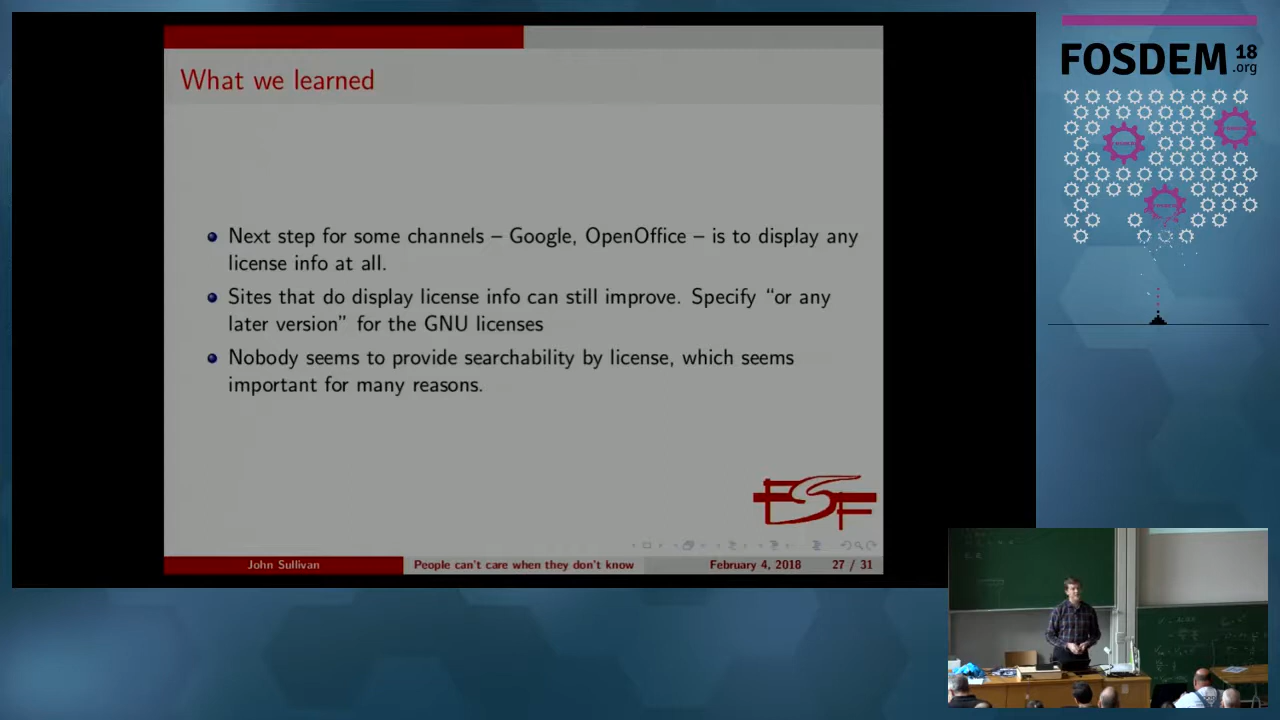 What we learned
Next step for some channels – Google, OpenOffice – is to display any
license info at all.
Sites that do display license info can still improve. Specify “or any
later version” for the GNU licenses
Nobody seems to provide searchability by license, which seems
important for many reasons.
FSF
John Sullivan
People can't care when they don't know
February 4, 2018
27 / 31
FOSDEM 18
.org